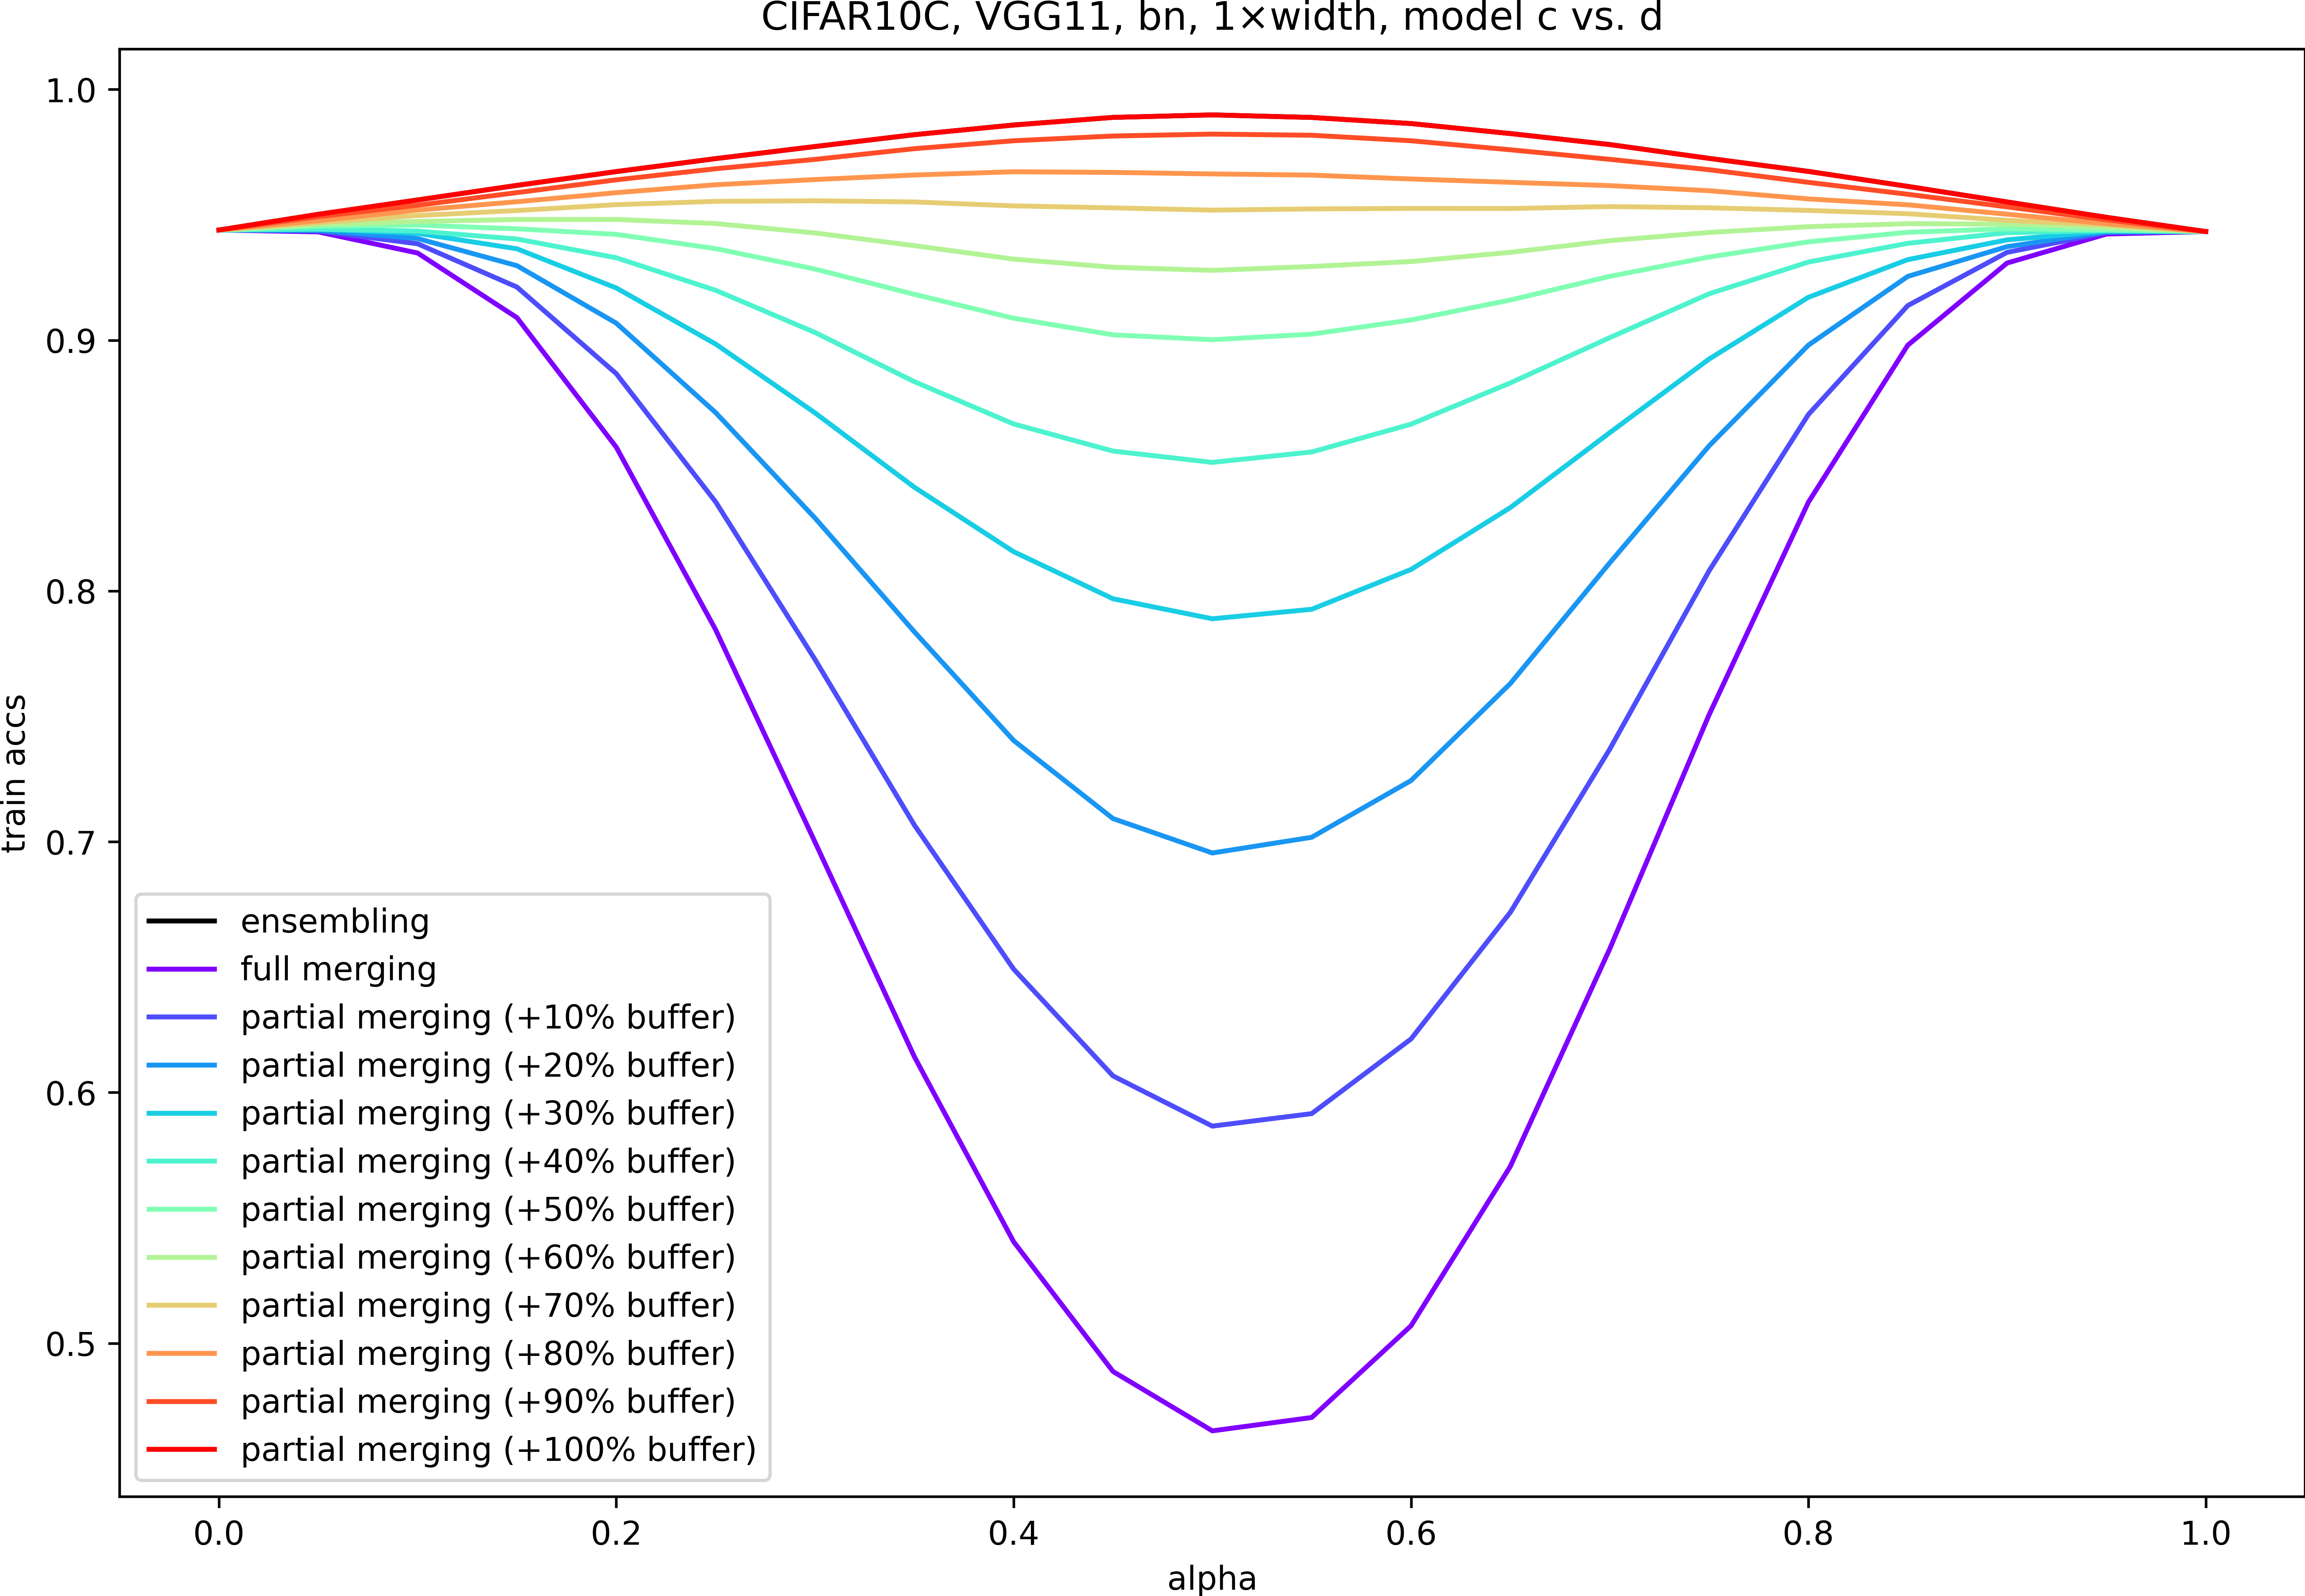 CIFAR10C, VGG11, bn, 1×width, model c vs. d
1.0
0.9
0.8
0.7
0.6
0.5
train accs
ensembling
full merging
partial merging (+10% buffer)
partial merging (+20% buffer)
partial merging (+30% buffer)
partial merging (+40% buffer)
partial merging (+50% buffer)
partial merging (+60% buffer)
partial merging (+70% buffer)
partial merging (+80% buffer)
partial merging (+90% buffer)
partial merging (+100% buffer)
0.0 0.2 0.4 0.6 0.8 1.0
alpha